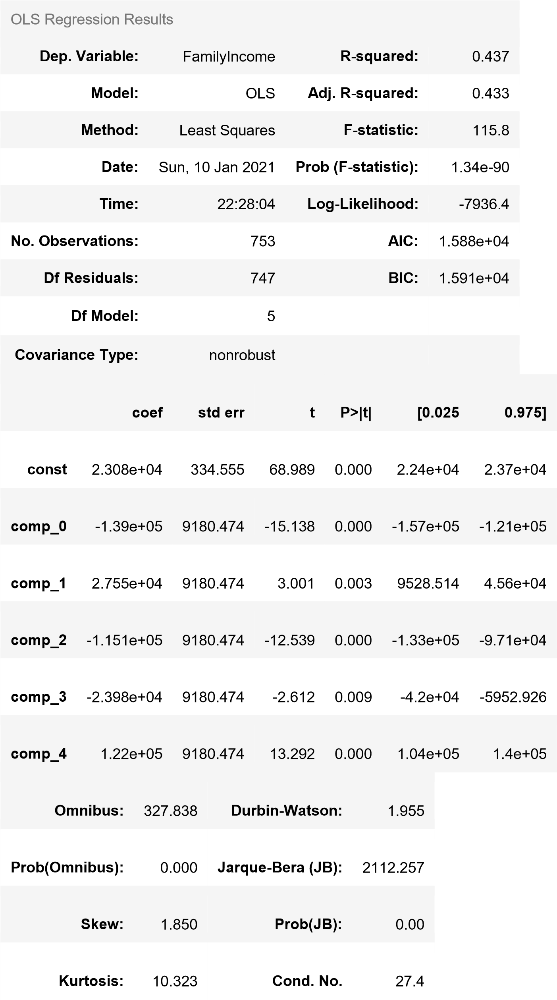 OLS Regression Results
Dep. Variable: FamilyIncome R-squared: 0.437
Model: OLS Adj. R-squared: 0.433
Method: Least Squares F-statistic: 115.8
Date: Sun, 10 Jan 2021 Prob (F-statistic): 1.34e-90
Time: 22:28:04 Log-Likelihood: -7936.4
No. Observations: 753 AIC: 1.588e+04
Df Residuals: 747 BIC: 1.591e+04
Df Model: 5
Covariance Type: nonrobust
coef std err t P>|t| [0.025 0.975]
const 2.308e+04 334.555 68.989 0.000 2.24e+04 2.37e+04
comp_0 -1.39e+05 9180.474 -15.138 0.000 -1.57e+05 -1.21e+05
comp_1 2.755e+04 9180.474 3.001 0.003 9528.514 4.56e+04
comp_2 -1.151e+05 9180.474 -12.539 0.000 -1.33e+05 -9.71e+04
comp_3 -2.398e+04 9180.474 -2.612 0.009 -4.2e+04 -5952.926
comp_4 1.22e+05 9180.474 13.292 0.000 1.04e+05 1.4e+05
Omnibus: 327.838 Durbin-Watson: 1.955
Prob(Omnibus): 0.000 Jarque-Bera (JB): 2112.257
Skew: 1.850 Prob(JB): 0.00
Kurtosis: 10.323 Cond. No. 27.4